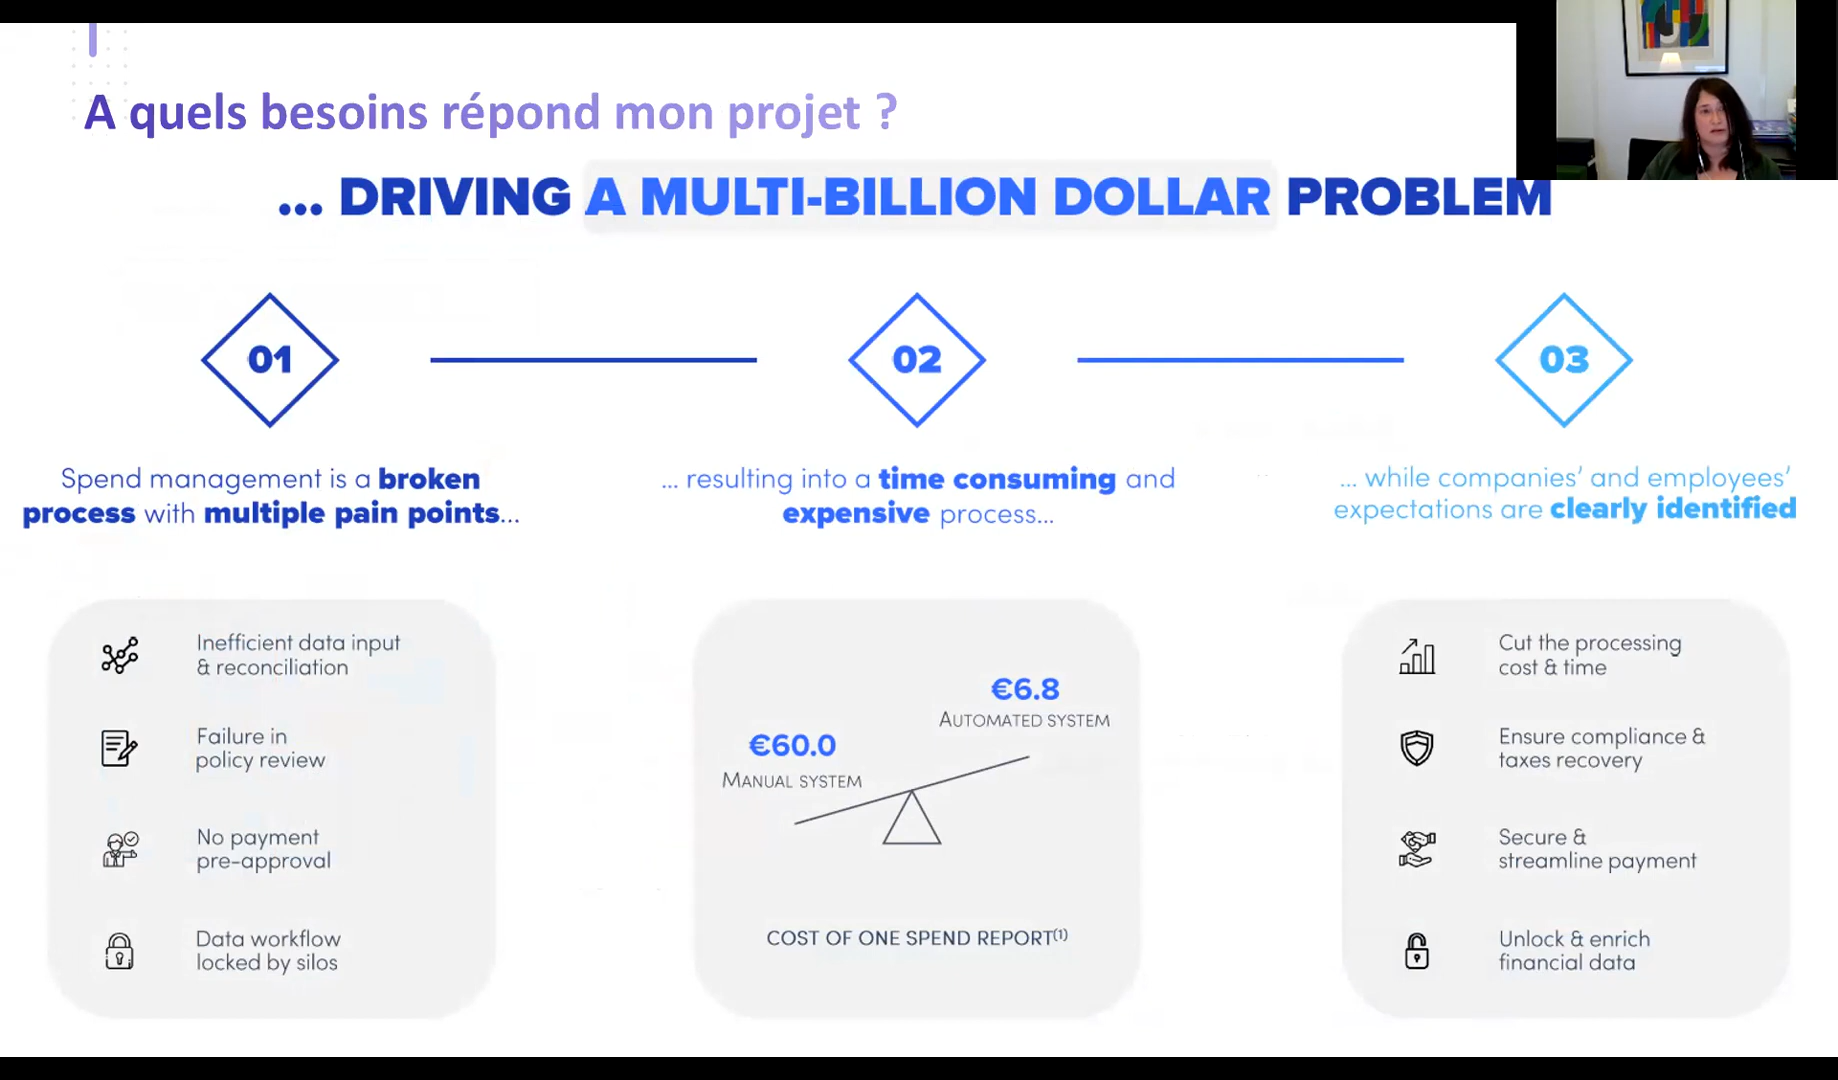 A quels besoins répond mon projet ?
... DRIVING A MULTI-BILLION DOLLAR PROBLEM
01
02
03
Spend management is a broken
process with multiple pain points...
... resulting into a time consuming and
expensive process...
... while companies’ and employees’
expectations are clearly identified
Inefficient data input
& reconciliation
Failure in
policy review
No payment
pre-approval
Data workflow
locked by silos
€6.8
AUTOMATED SYSTEM
€60.0
MANUAL SYSTEM
COST OF ONE SPEND REPORT(1)
Cut the processing
cost & time
Ensure compliance &
taxes recovery
Secure &
streamline payment
Unlock & enrich
financial data